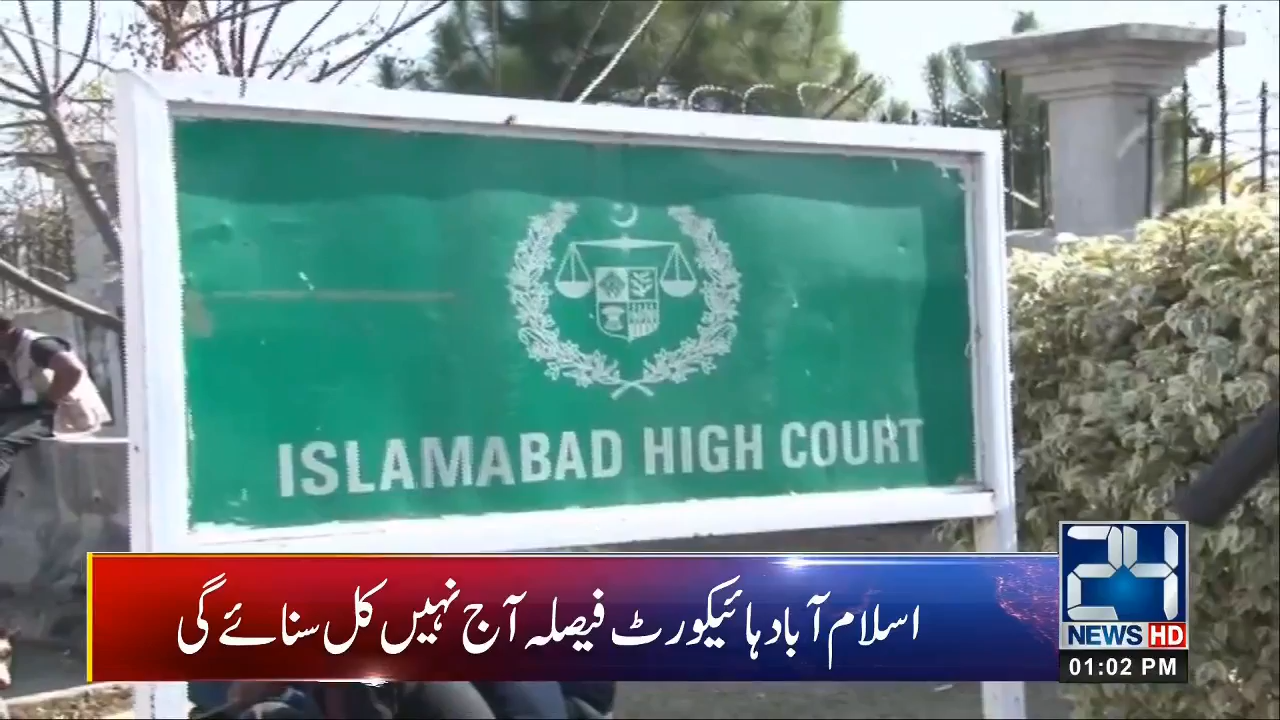 ISLAMABAD HIGH COURT
اسلام آباد ہائیکورٹ فیصلہ آج نہیں کل سنائے گی
24
NEWS HD
01:02 PM